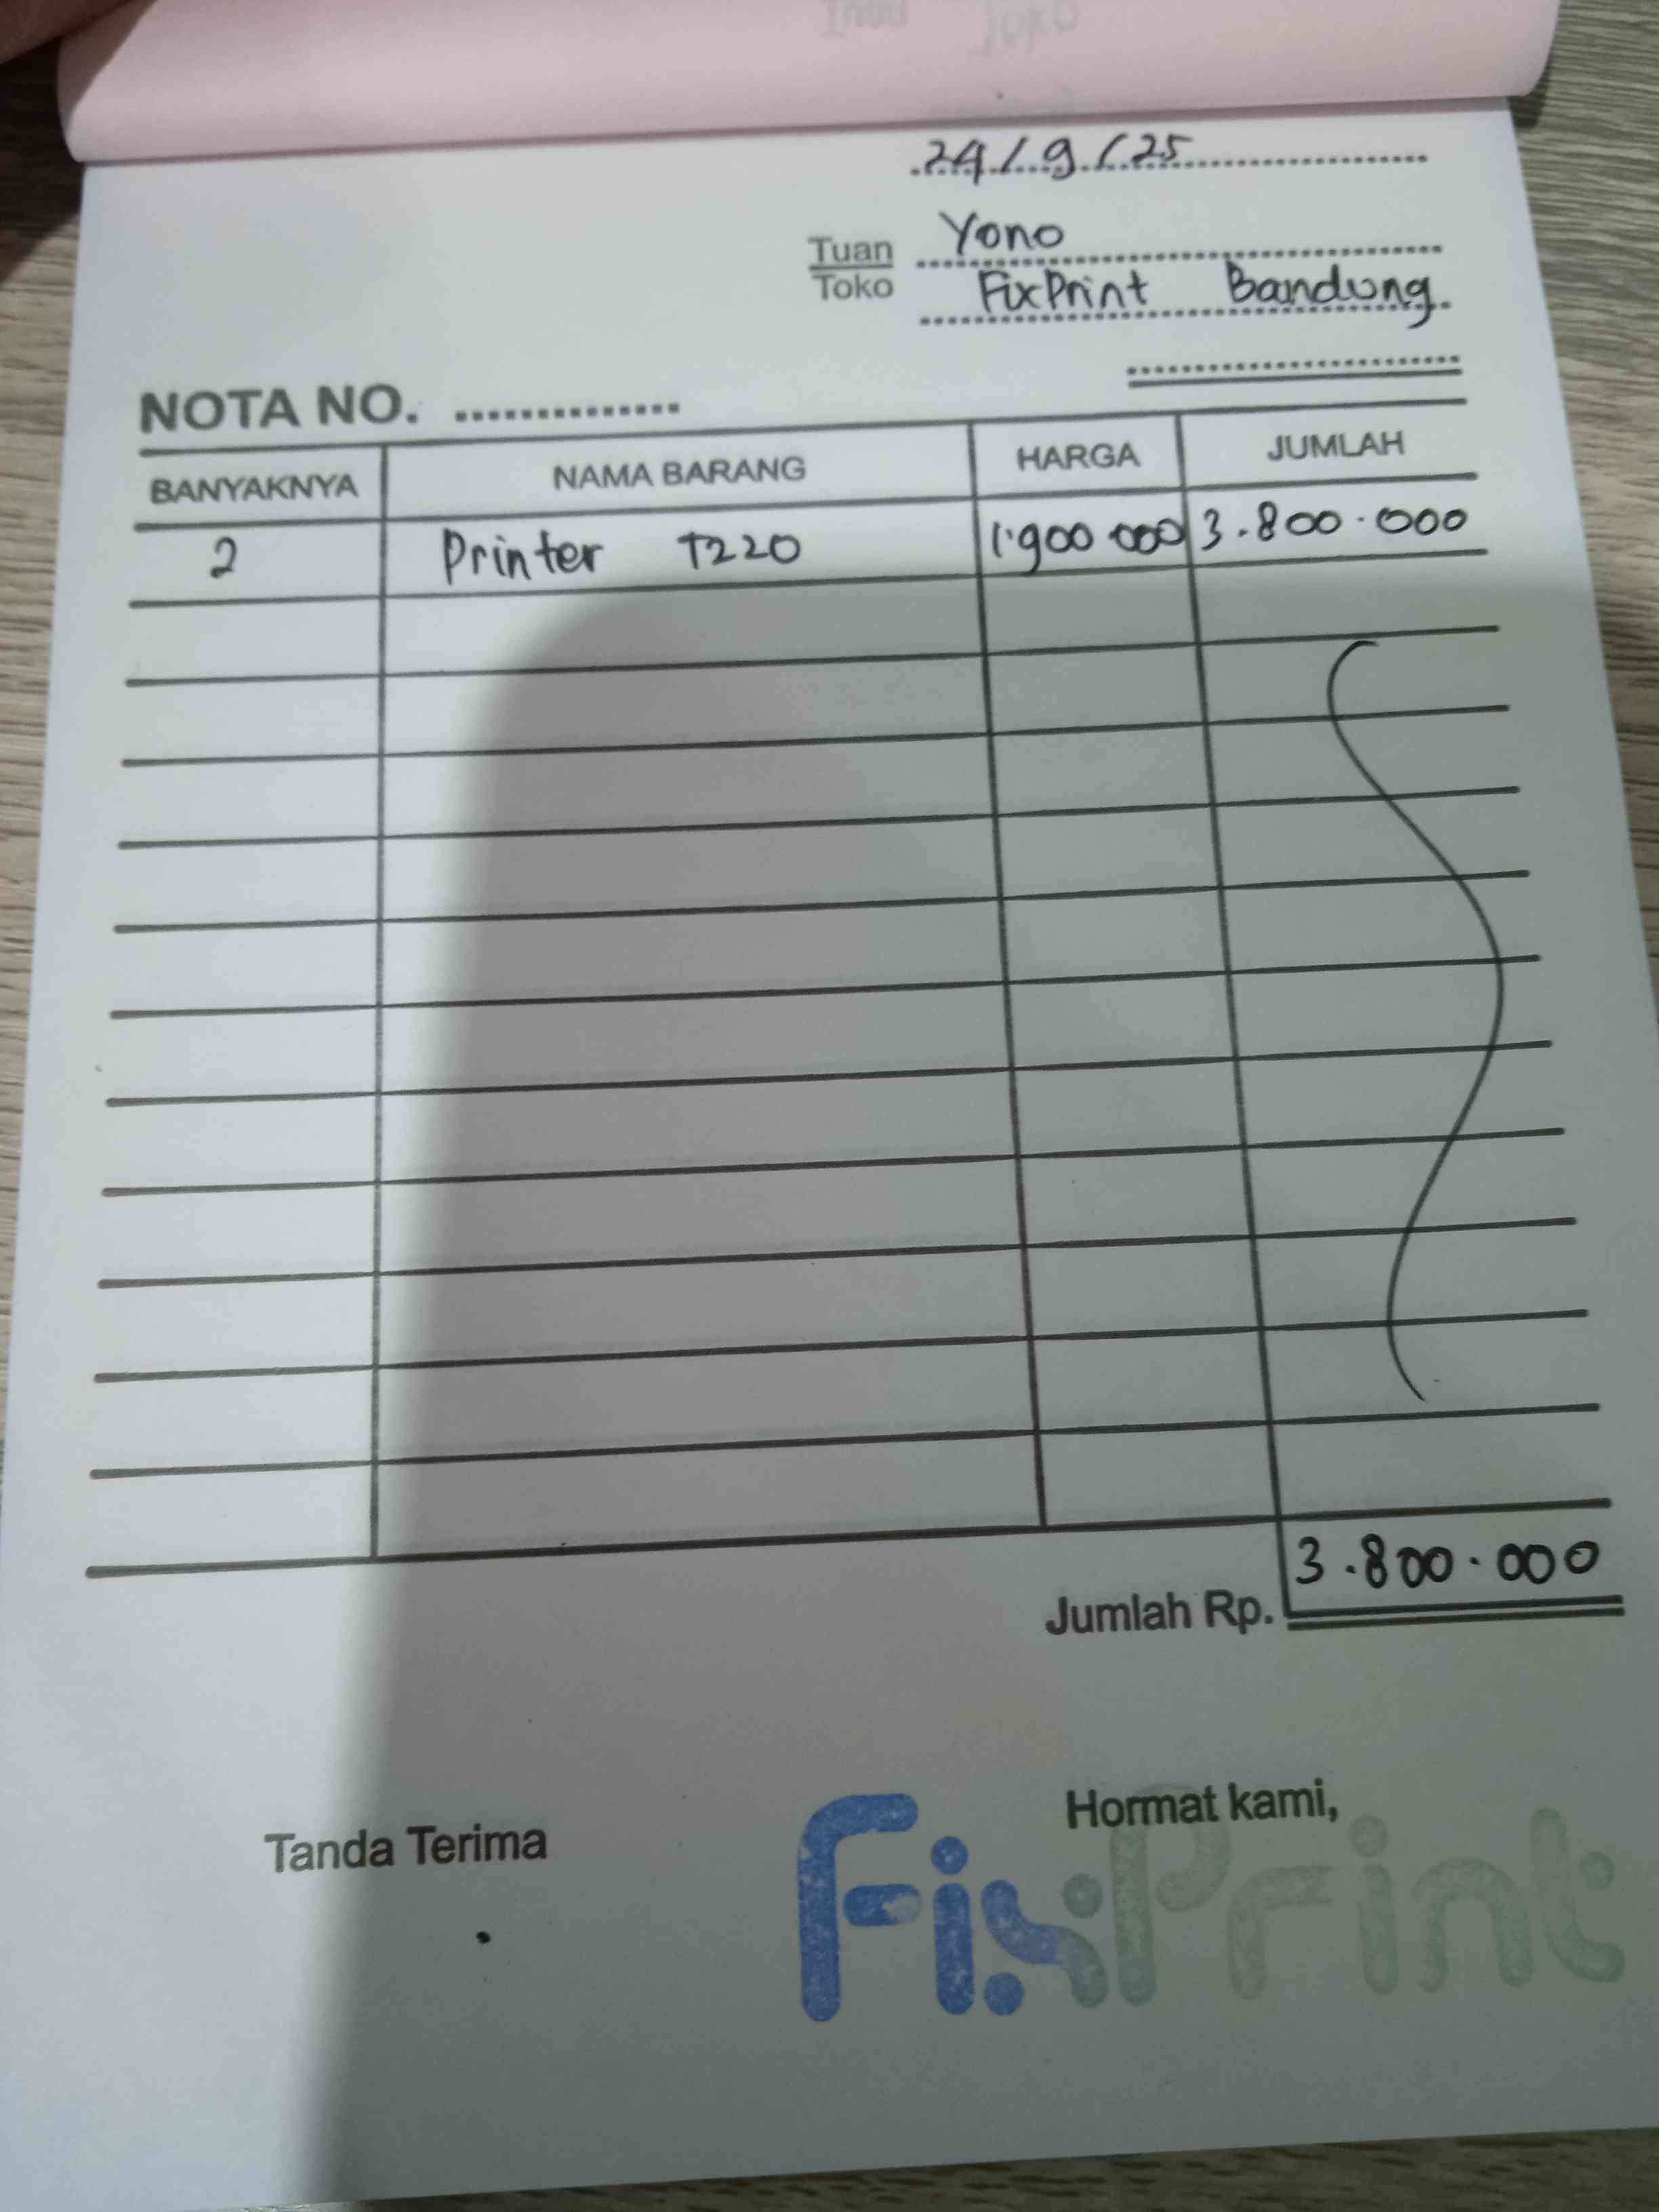 24/9/25
Tuan Yono
Toko FixPrint Bandung
NOTA NO. ..............
BANYAKNYA NAMA BARANG HARGA JUMLAH
2 Printer T220 1.900.000 3.800.000
Jumlah Rp. 3.800.000
Tanda Terima Hormat kami,
FixPrint